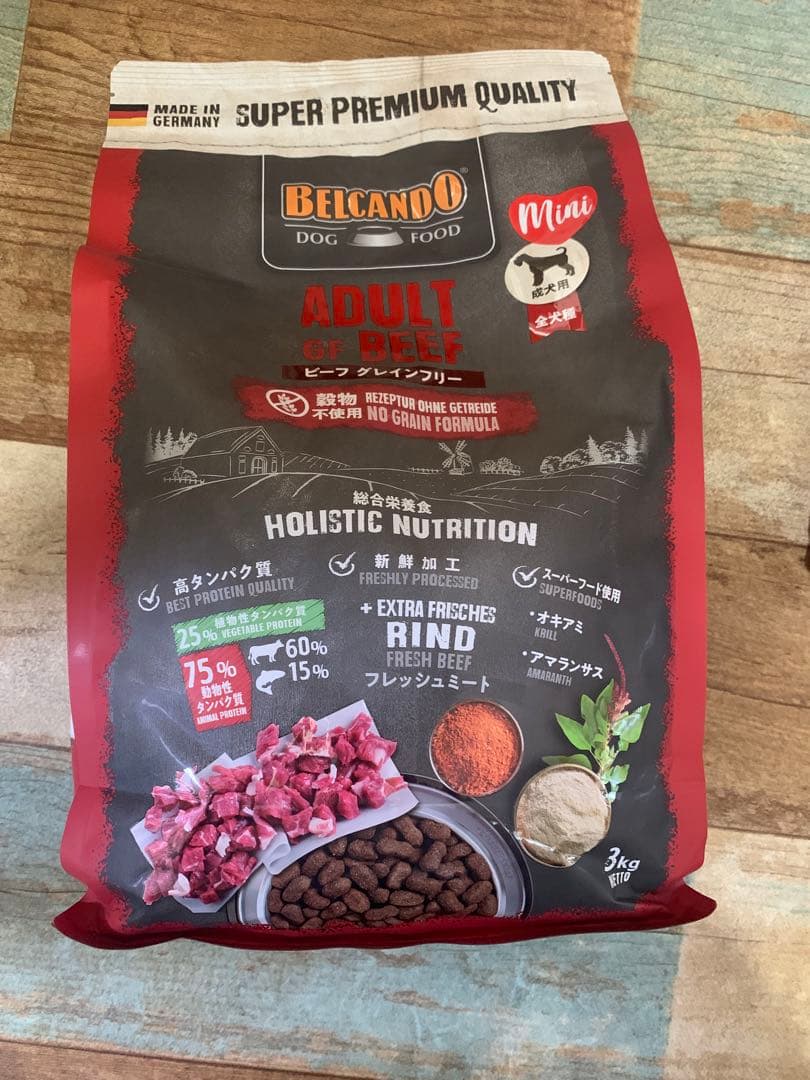 MADE IN
GERMANY
SUPER PREMIUM QUALITY
BELCANDO®
DOG FOOD
Mini
成犬用
全犬種
ADULT
GF BEEF
ビーフ グレインフリー
穀物
不使用
REZEPTUR OHNE GETREIDE
NO GRAIN FORMULA
総合栄養食
HOLISTIC NUTRITION
高タンパク質
BEST PROTEIN QUALITY
25% 植物性タンパク質
VEGETABLE PROTEIN
75%
動物性
タンパク質
ANIMAL PROTEIN
60%
15%
新鮮加工
FRESHLY PROCESSED
+ EXTRA FRISCHES
RIND
FRESH BEEF
フレッシュミート
スーパーフード使用
SUPERFOODS
・オキアミ
KRILL
・アマランサス
AMARANTH
3kg
NETTO